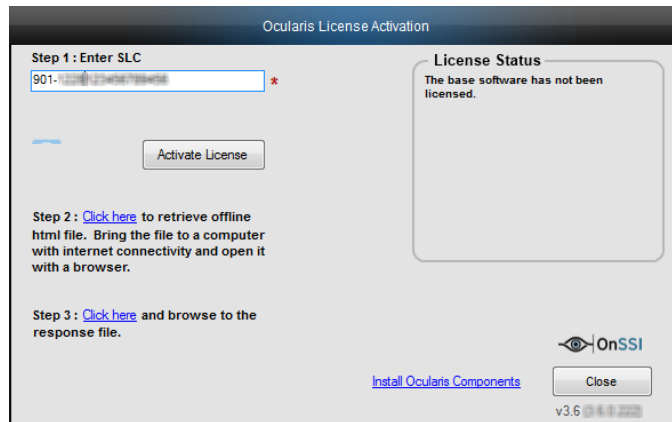 Ocularis License Activation
Step 1 : Enter SLC
901-
*
Activate License
Step 2 : Click here to retrieve offline
html file. Bring the file to a computer
with internet connectivity and open it
with a browser.
Step 3 : Click here and browse to the
response file.
License Status
The base software has not been
licensed.
OnSSI
Install Ocularis Components
Close
v3.6